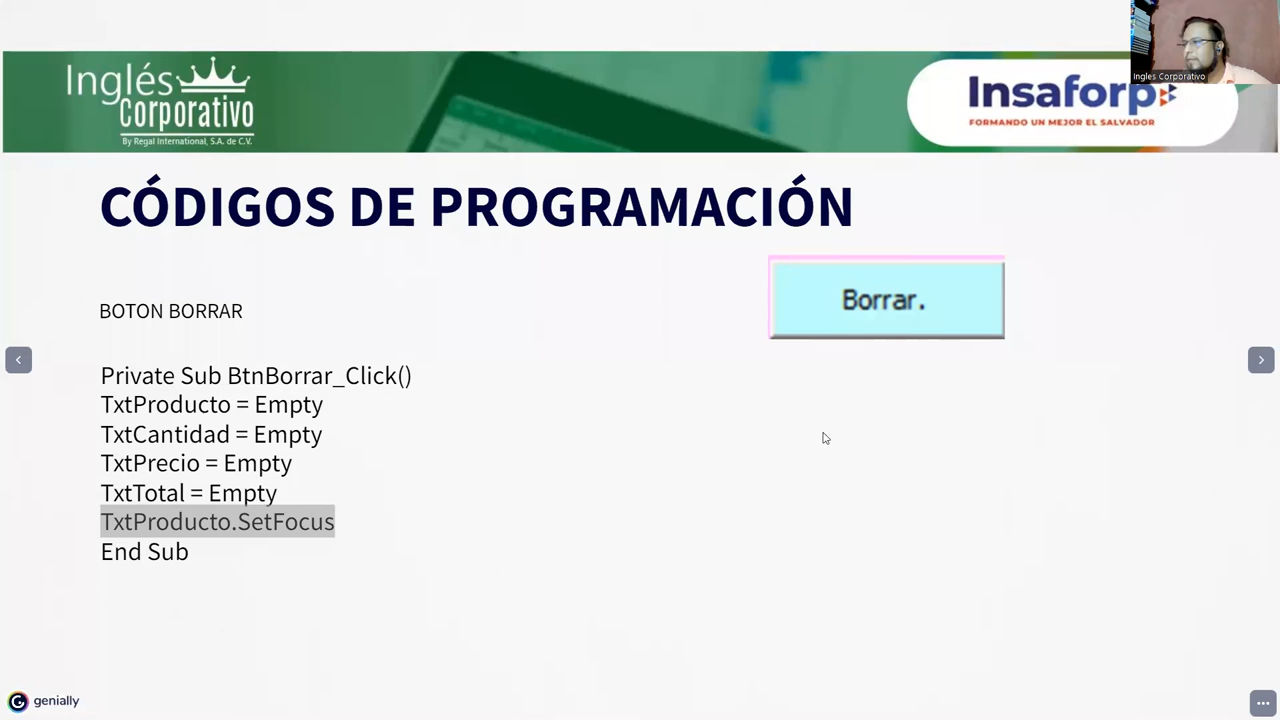 Inglés
Corporativo
By Regal International, S.A. de C.V.
Insaforp
FORMANDO UN MEJOR EL SALVADOR
Ingles Corporativo
CÓDIGOS DE PROGRAMACIÓN
Borrar.
BOTON BORRAR
Private Sub BtnBorrar_Click()
TxtProducto = Empty
TxtCantidad = Empty
TxtPrecio = Empty
TxtTotal = Empty
TxtProducto.SetFocus
End Sub
genially